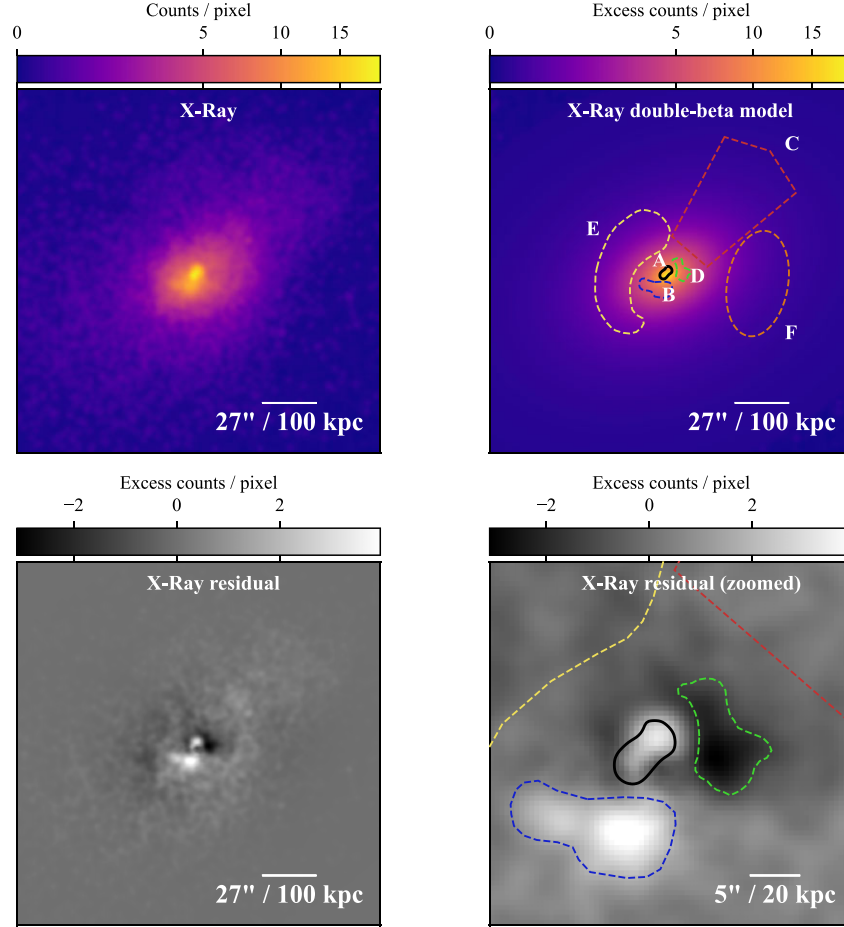 Counts / pixel
0 5 10 15
X-Ray
27" / 100 kpc
Excess counts / pixel
0 5 10 15
X-Ray double-beta model
C
E
A
D
B
F
27" / 100 kpc
Excess counts / pixel
−2 0 2
X-Ray residual
27" / 100 kpc
Excess counts / pixel
−2 0 2
X-Ray residual (zoomed)
5" / 20 kpc